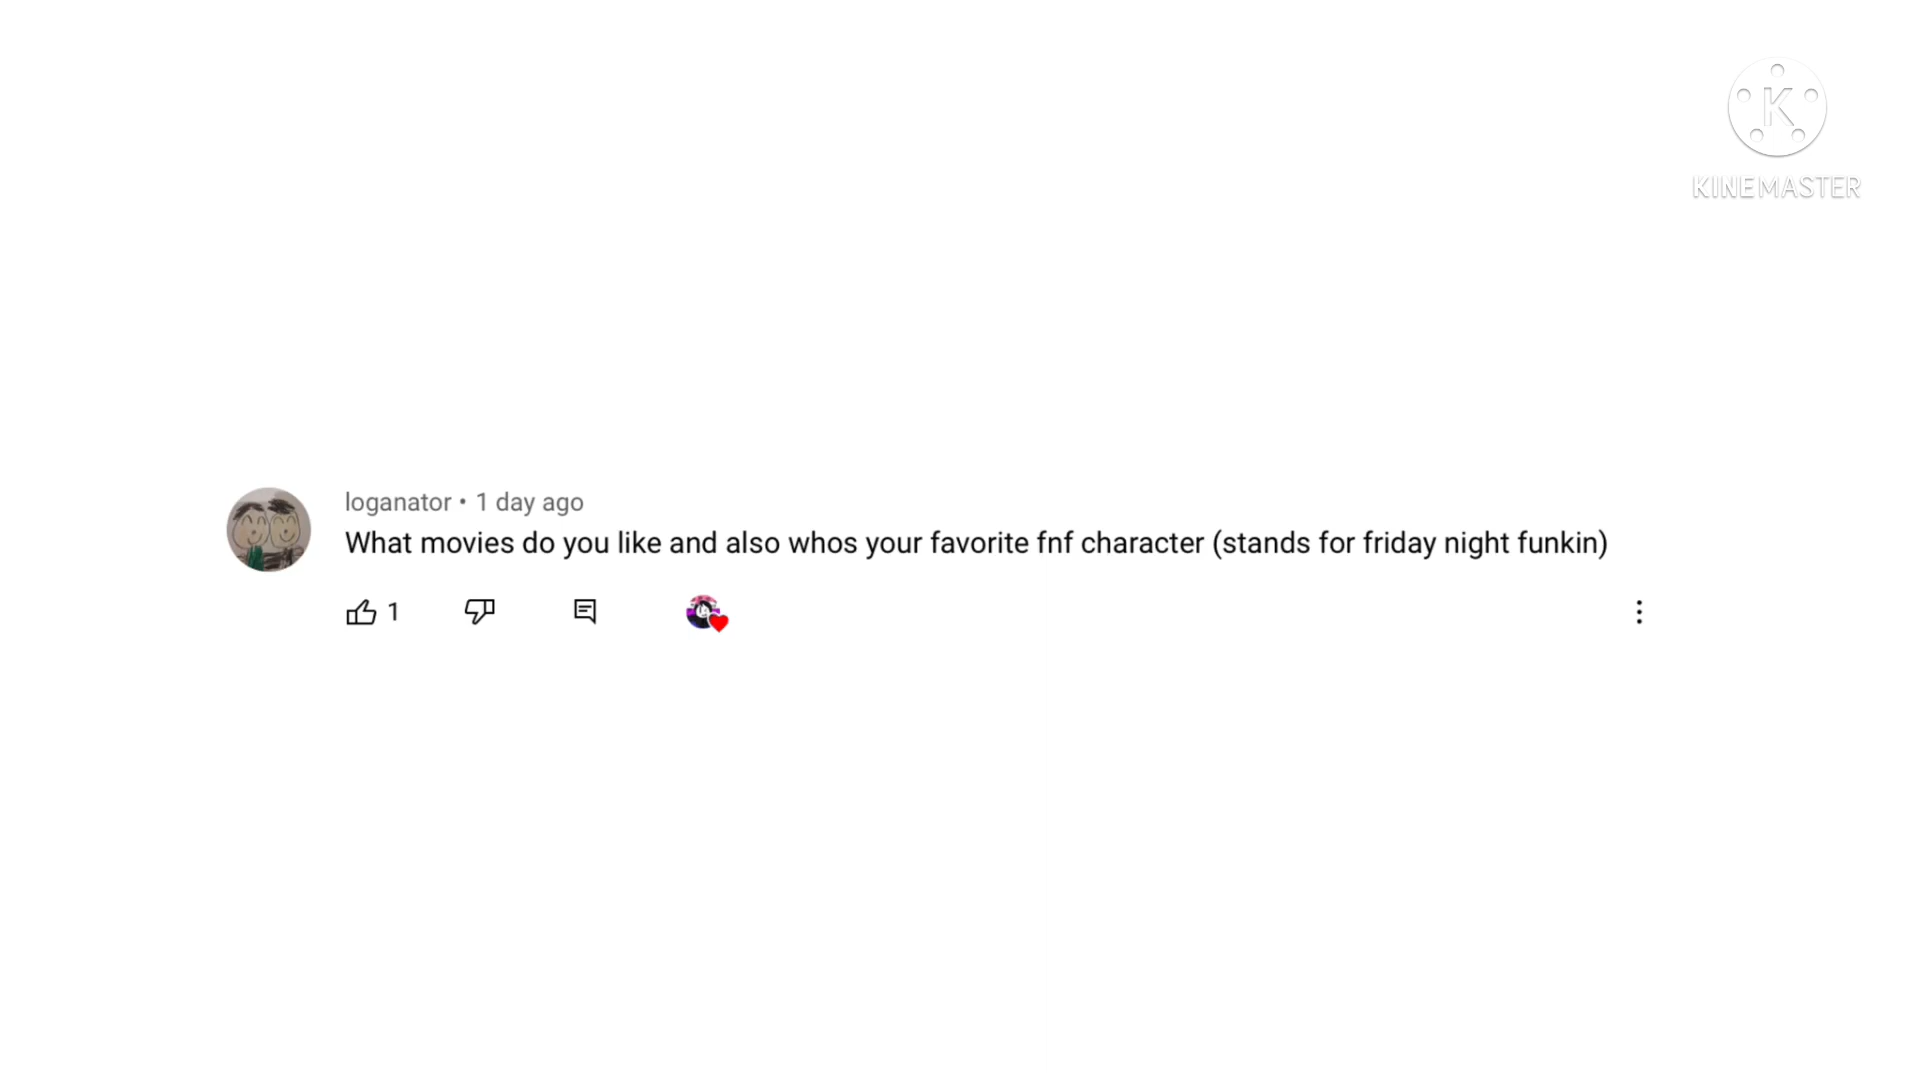 KINEMASTER
loganator • 1 day ago
What movies do you like and also whos your favorite fnf character (stands for friday night funkin)
1